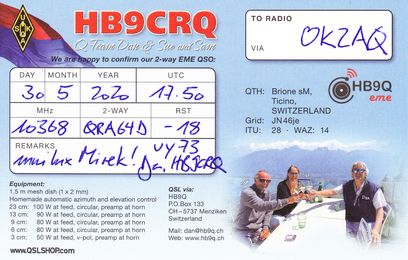 HB9CRQ
Q Team Dan & Sue and Sam
We are happy to confirm our 2-way EME QSO:
DAY MONTH YEAR UTC
30 5 2020 17.50
MHz 2-WAY RST
10368 QRA64D -18
REMARKS
Mirek! vy 73
Dan HB9CRQ
Equipment:
1.5 m mesh dish (1 x 2 mm)
Homemade automatic azimuth and elevation control
23 cm: 100 W at feed, circular, preamp at horn
13 cm: 90 W at feed, circular, preamp at horn
9 cm: 80 W at feed, circular, preamp at horn
6 cm: 80 W at feed, circular, preamp at horn
3 cm: 50 W at feed, v-pol, preamp at horn
www.QSLSHOP.com
QSL via:
HB9Q
P.O.Box 133
CH – 5737 Menziken
Switzerland
Mail: dan@hb9q.ch
Web: www.hb9q.ch
TO RADIO
OK2AQ
VIA
HB9Q
eme
QTH: Brione sM,
Ticino,
SWITZERLAND
Grid: JN46je
ITU: 28 - WAZ: 14